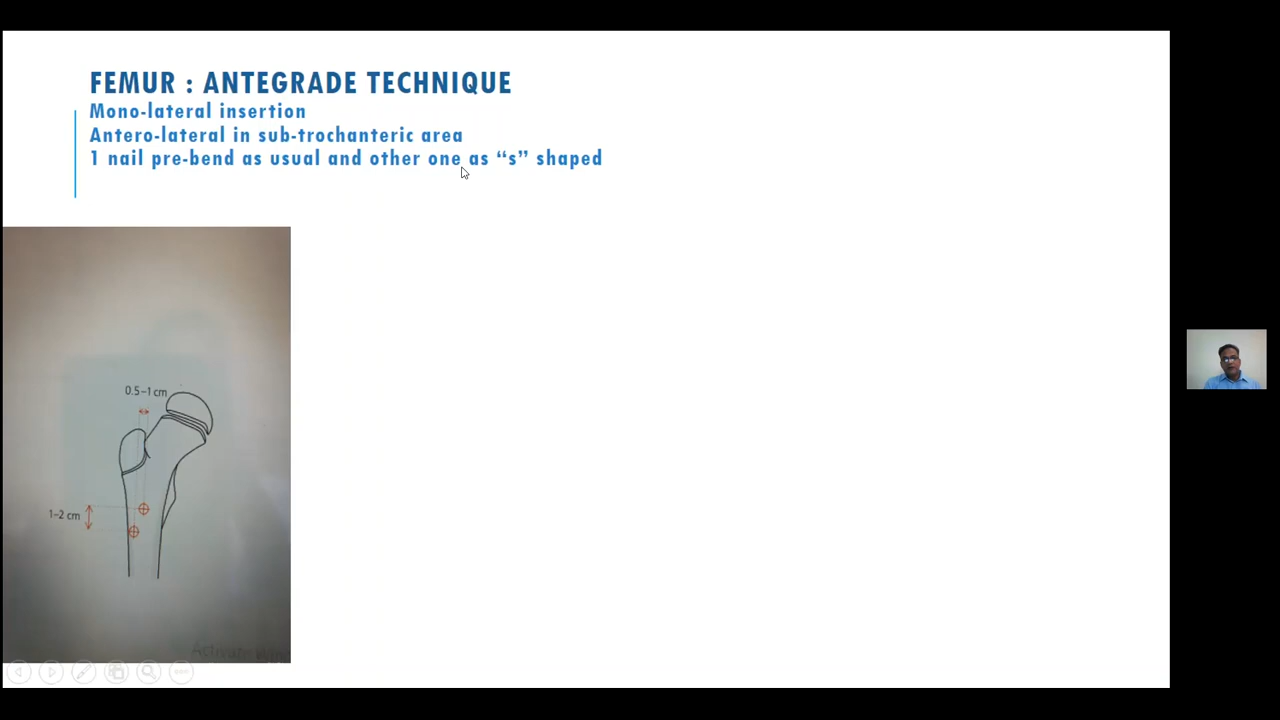 FEMUR : ANTEGRADE TECHNIQUE
Mono-lateral insertion
Antero-lateral in sub-trochanteric area
1 nail pre-bend as usual and other one as “s” shaped
0.5–1 cm
1–2 cm